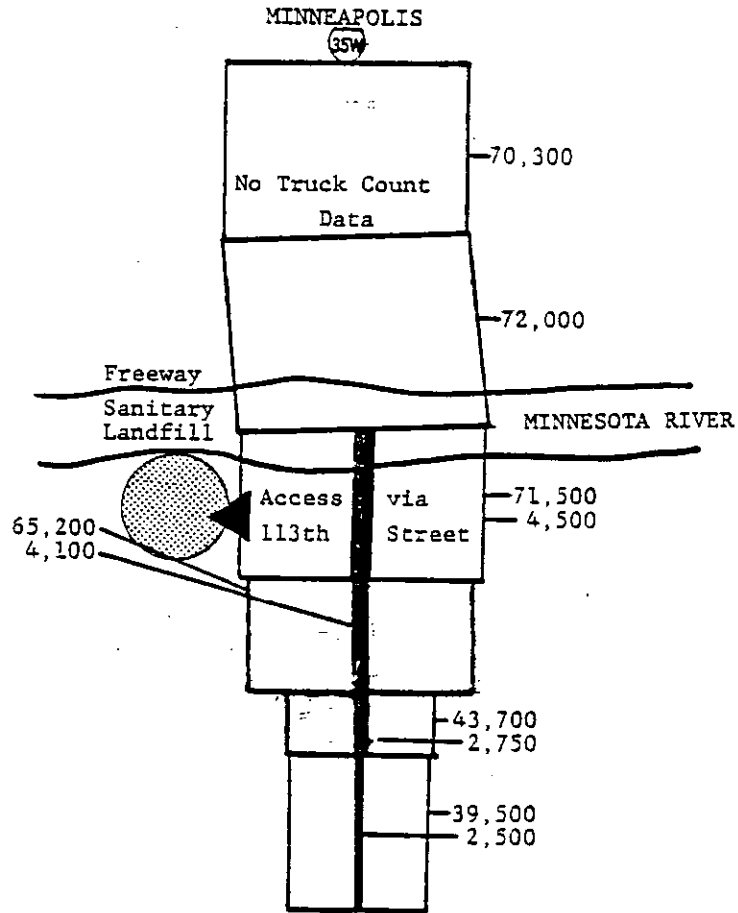 MINNEAPOLIS
35W
70,300
No Truck Count
Data
72,000
Freeway
Sanitary
Landfill
MINNESOTA RIVER
Access via
113th Street
71,500
4,500
65,200
4,100
43,700
2,750
39,500
2,500